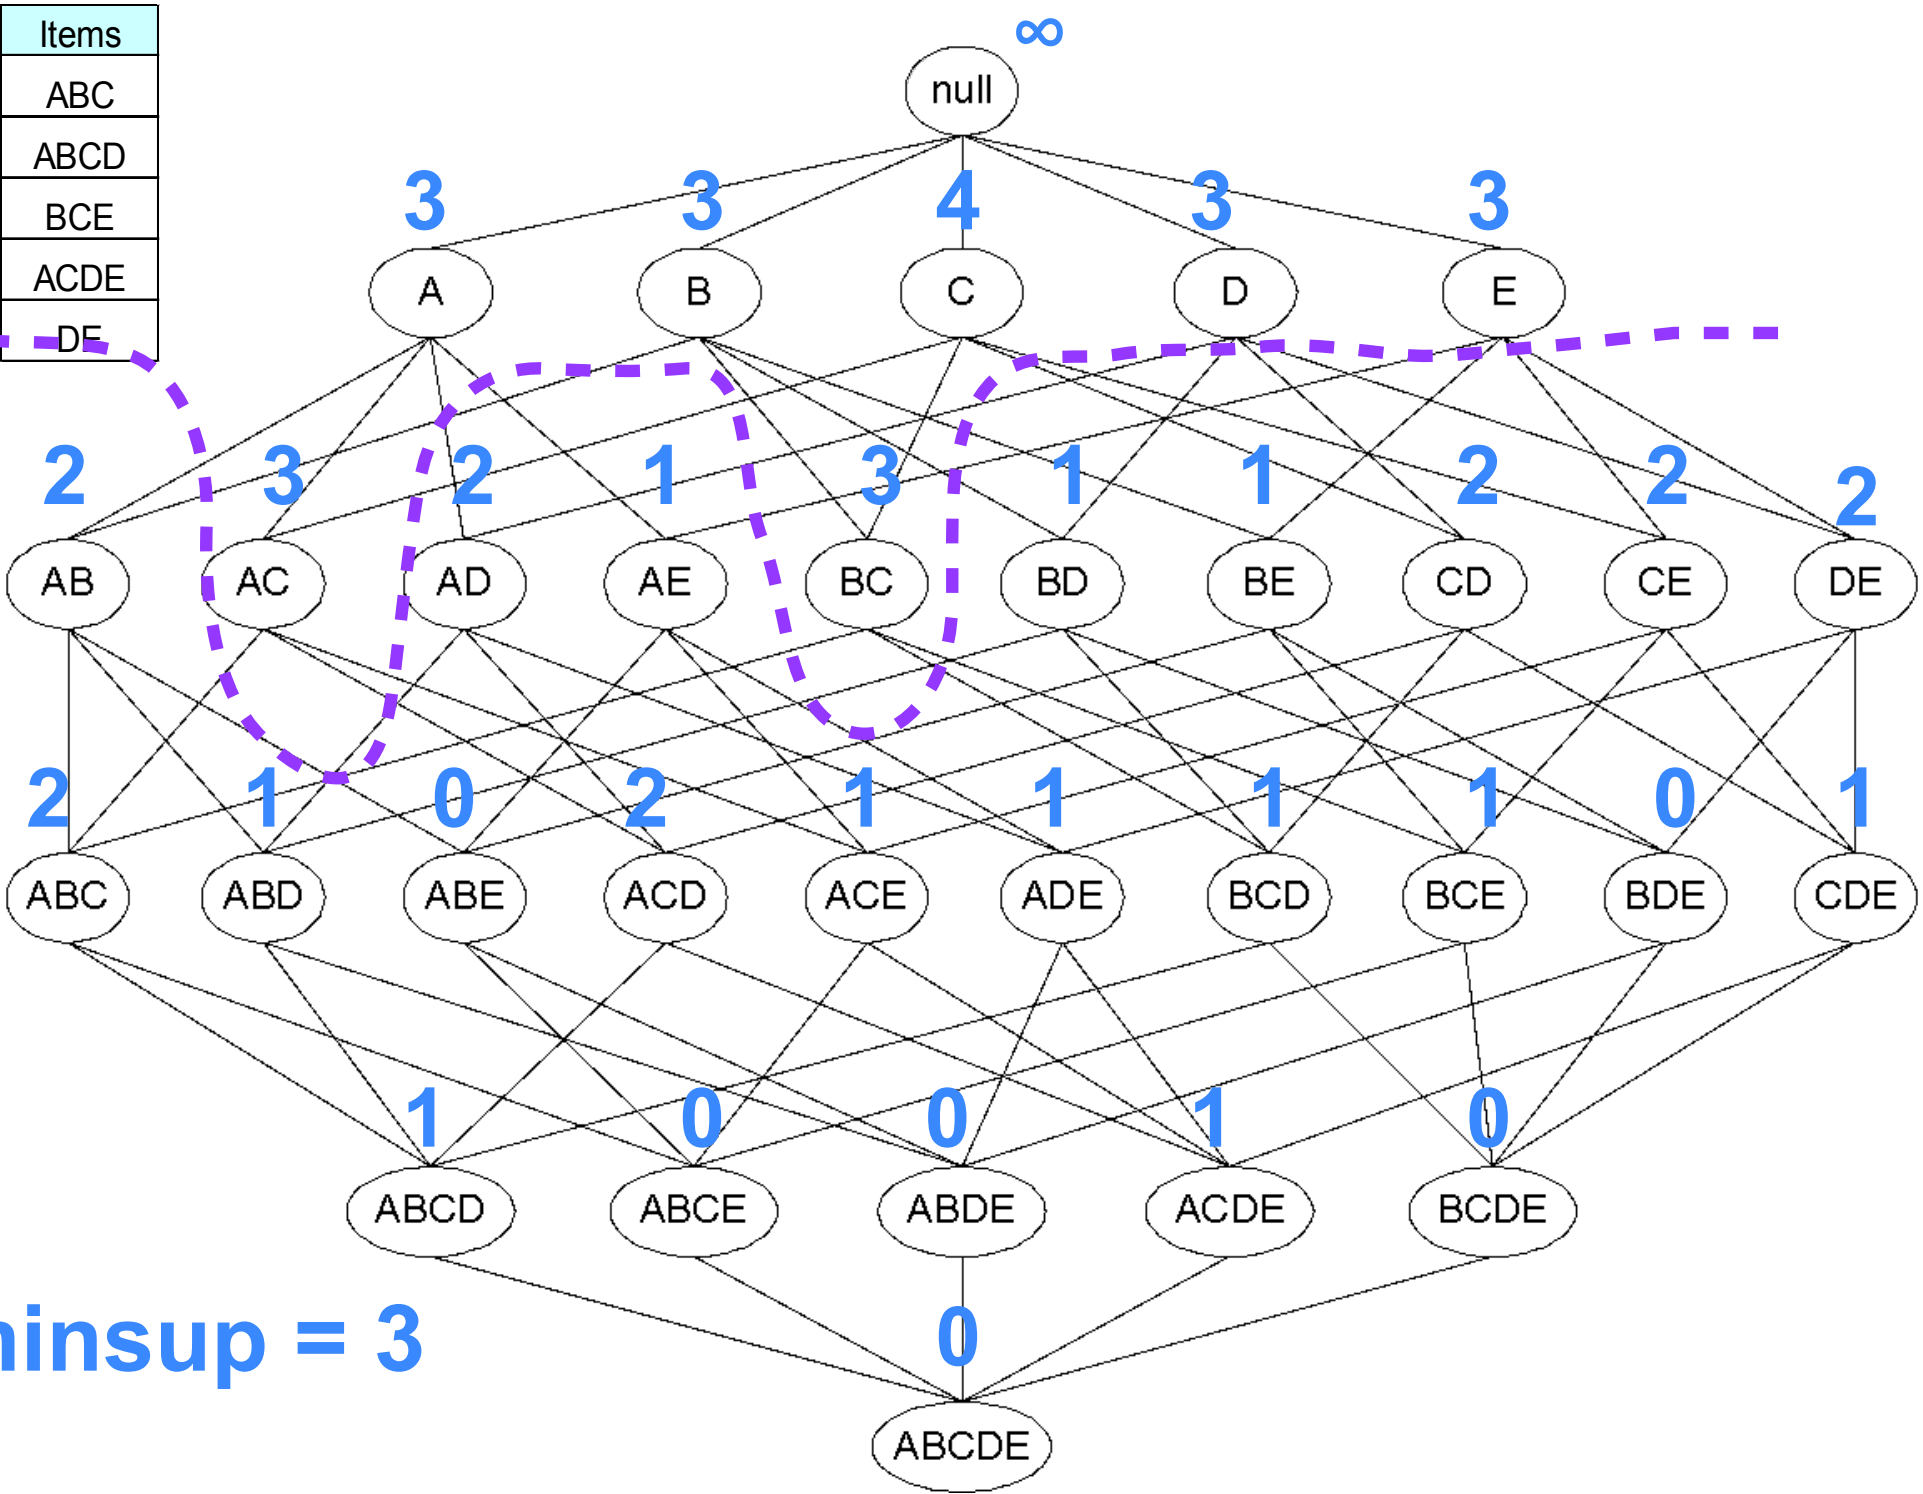 Items
ABC
ABCD
BCE
ACDE
DE
∞
null
3 3 4 3 3
A B C D E
2 3 2 1 3 1 1 2 2 2
AB AC AD AE BC BD BE CD CE DE
2 1 0 2 1 1 1 1 0 1
ABC ABD ABE ACD ACE ADE BCD BCE BDE CDE
1 0 0 1 0
ABCD ABCE ABDE ACDE BCDE
insup = 3
0
ABCDE